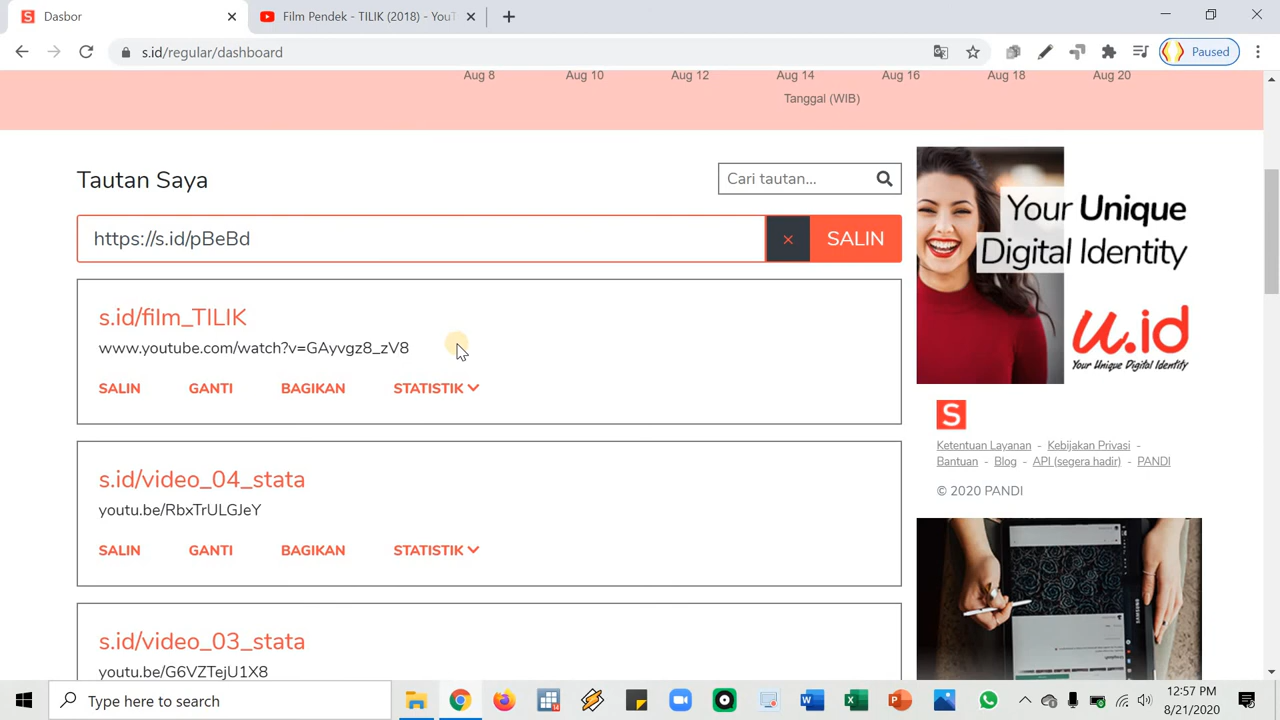 Dasbor
Film Pendek - TILIK (2018) - YouT
s.id/regular/dashboard
Paused
Aug 8
Aug 10
Aug 12
Aug 14
Aug 16
Aug 18
Aug 20
Tanggal (WIB)
Tautan Saya
Cari tautan...
https://s.id/pBeBd
× SALIN
s.id/film_TILIK
www.youtube.com/watch?v=GAyvgz8_zV8
SALIN GANTI BAGIKAN STATISTIK
s.id/video_04_stata
youtu.be/RbxTrULGJeY
SALIN GANTI BAGIKAN STATISTIK
s.id/video_03_stata
youtu.be/G6VZTejU1X8
Your Unique
Digital Identity
u.id
Your Unique Digital Identity
S
Ketentuan Layanan - Kebijakan Privasi -
Bantuan - Blog - API (segera hadir) - PANDI
© 2020 PANDI
Type here to search
12:57 PM
8/21/2020